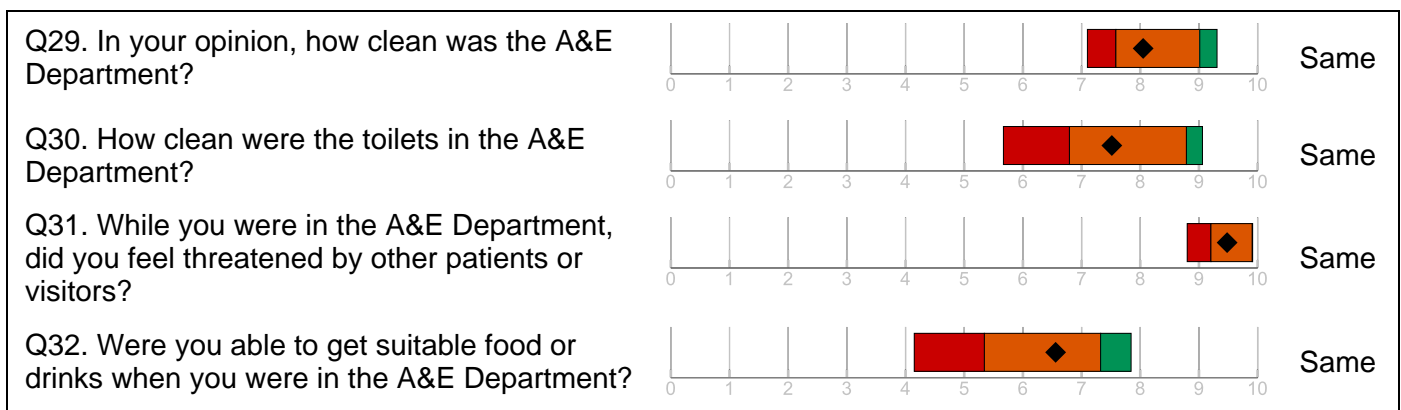 Q29. In your opinion, how clean was the A&E
Department?
Same
0 1 2 3 4 5 6 7 8 9 10
Q30. How clean were the toilets in the A&E
Department?
Same
0 1 2 3 4 5 6 7 8 9 10
Q31. While you were in the A&E Department,
did you feel threatened by other patients or
visitors?
Same
0 1 2 3 4 5 6 7 8 9 10
Q32. Were you able to get suitable food or
drinks when you were in the A&E Department?
Same
0 1 2 3 4 5 6 7 8 9 10